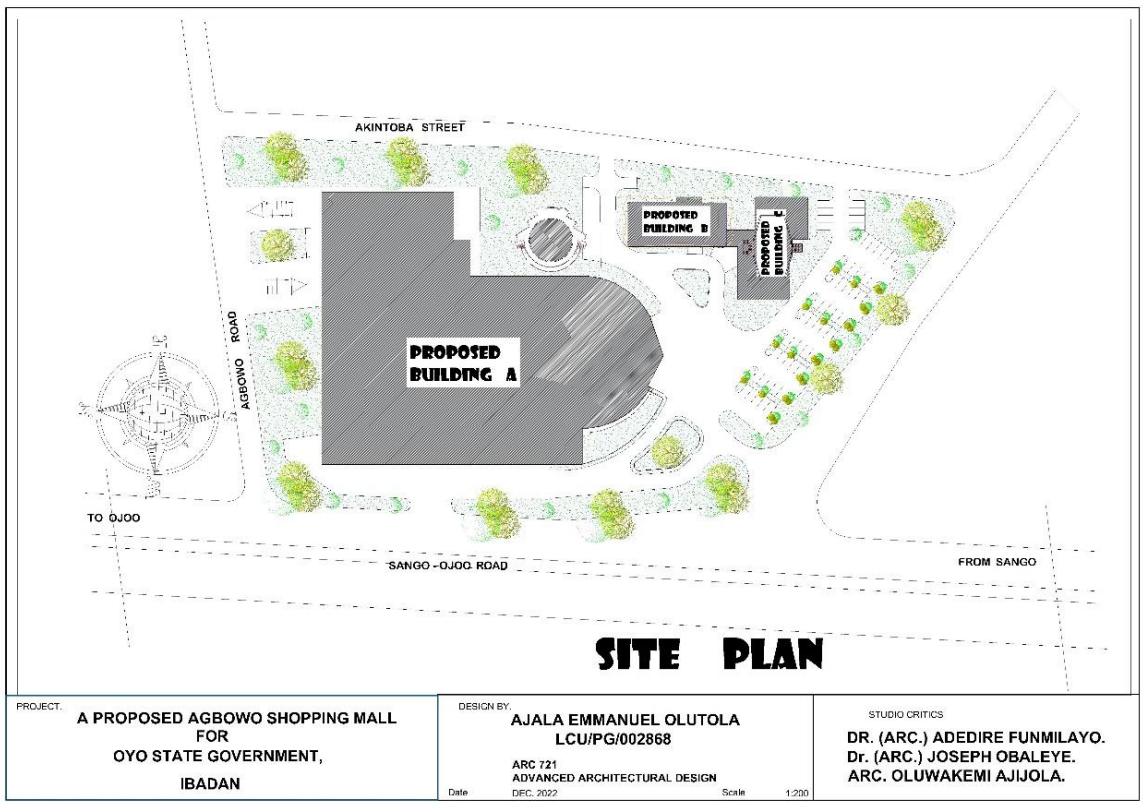 AKINTOBA STREET
PROPOSED
BUILDING B
PROPOSED
BUILDING C
AGBOWO ROAD
PROPOSED
BUILDING A
TO OJOO
SANGO - OJOO ROAD
FROM SANGO
SITE PLAN
PROJECT.
A PROPOSED AGBOWO SHOPPING MALL
FOR
OYO STATE GOVERNMENT,
IBADAN
DESIGN BY.
AJALA EMMANUEL OLUTOLA
LCU/PG/002868
ARC 721
ADVANCED ARCHITECTURAL DESIGN
Date DEC. 2022 Scale 1:200
STUDIO CRITICS
DR. (ARC.) ADEDIRE FUNMILAYO.
Dr. (ARC.) JOSEPH OBALEYE.
ARC. OLUWAKEMI AJIJOLA.